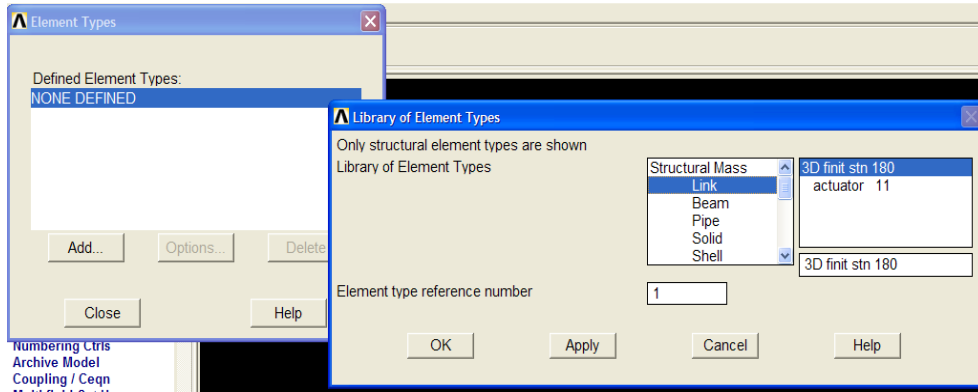 Element Types
Defined Element Types:
NONE DEFINED
Add...
Options...
Delete
Close
Help
Library of Element Types
Only structural element types are shown
Library of Element Types
Structural Mass
Link
Beam
Pipe
Solid
Shell
3D finit stn 180
actuator 11
3D finit stn 180
Element type reference number
1
OK
Apply
Cancel
Help
Numbering Ctrls
Archive Model
Coupling / Ceqn